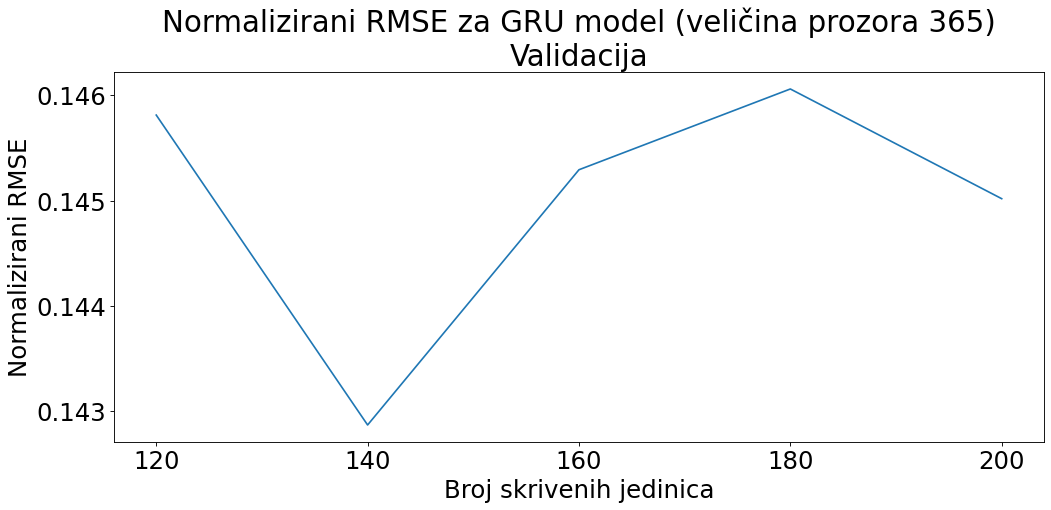 Normalizirani RMSE za GRU model (veličina prozora 365)
Validacija
Normalizirani RMSE
0.146
0.145
0.144
0.143
120 140 160 180 200
Broj skrivenih jedinica